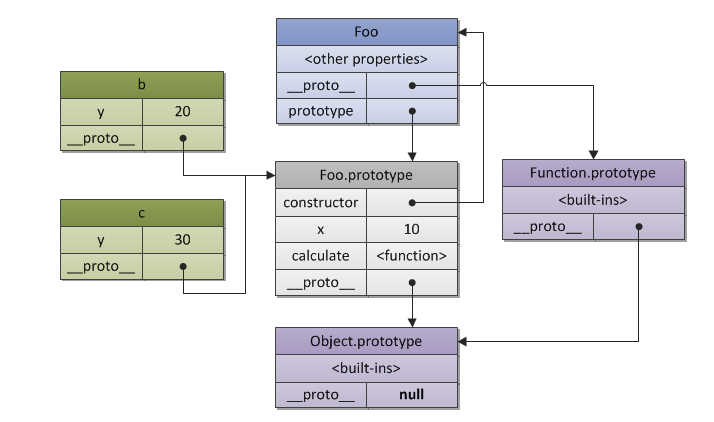 Foo
<other properties>
__proto__
prototype
b
y 20
__proto__
c
y 30
__proto__
Foo.prototype
constructor
x 10
calculate <function>
__proto__
Function.prototype
<built-ins>
__proto__
Object.prototype
<built-ins>
__proto__ null